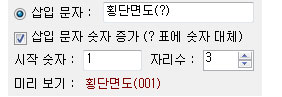 삽입 문자 : 횡단면도(?)
삽입 문자 숫자 증가 (? 표에 숫자 대체)
시작 숫자 : 1 자리수 : 3
미리 보기 : 횡단면도(001)